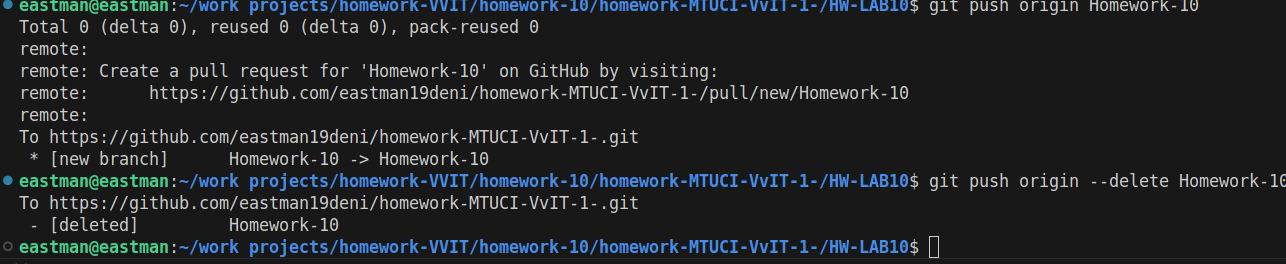 eastman@eastman:~/work projects/homework-VVIT/homework-10/homework-MTUCI-VvIT-1-/HW-LAB10$ git push origin Homework-10
Total 0 (delta 0), reused 0 (delta 0), pack-reused 0
remote:
remote: Create a pull request for 'Homework-10' on GitHub by visiting:
remote:      https://github.com/eastman19deni/homework-MTUCI-VvIT-1-/pull/new/Homework-10
remote:
To https://github.com/eastman19deni/homework-MTUCI-VvIT-1-.git
 * [new branch]      Homework-10 -> Homework-10
eastman@eastman:~/work projects/homework-VVIT/homework-10/homework-MTUCI-VvIT-1-/HW-LAB10$ git push origin --delete Homework-10
To https://github.com/eastman19deni/homework-MTUCI-VvIT-1-.git
 - [deleted]         Homework-10
eastman@eastman:~/work projects/homework-VVIT/homework-10/homework-MTUCI-VvIT-1-/HW-LAB10$